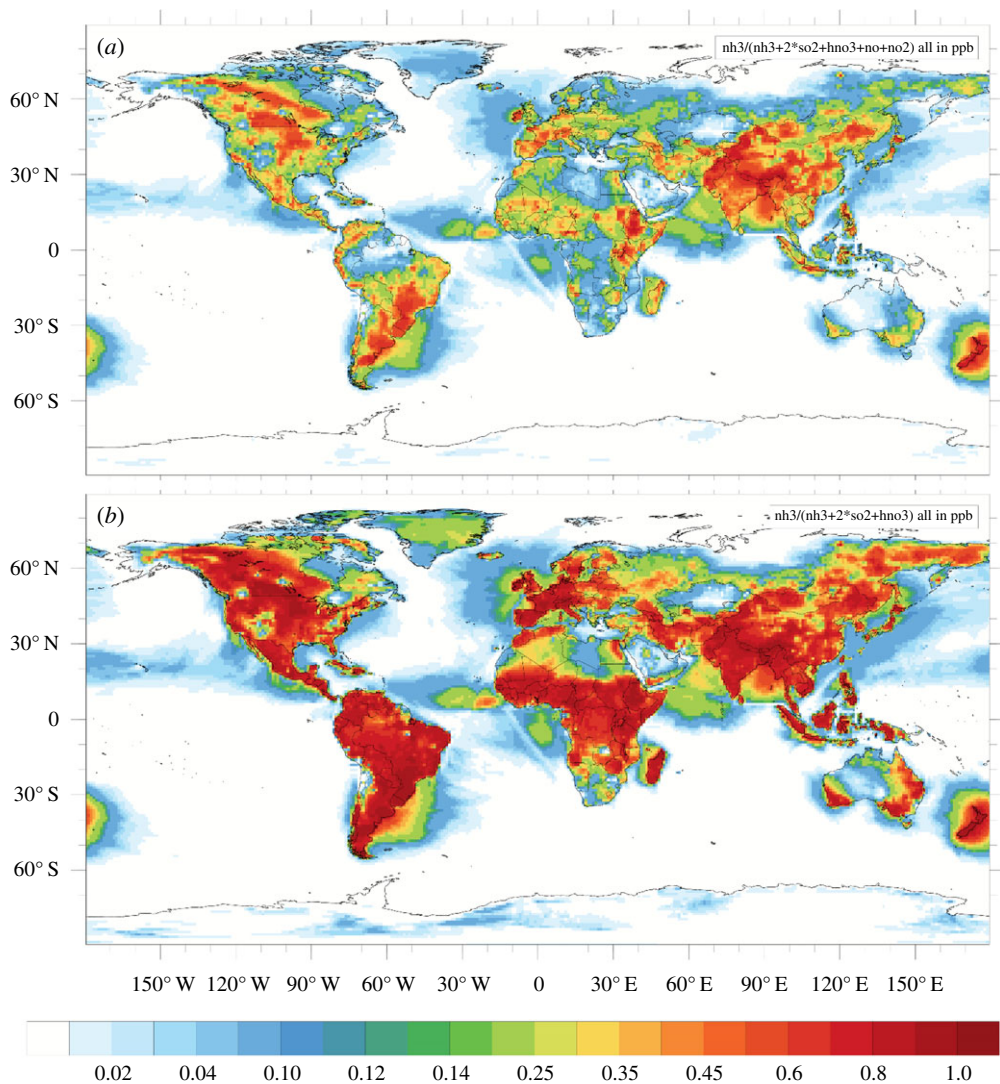 (a)
nh3/(nh3+2*so2+hno3+no+no2) all in ppb
60° N
30° N
0
30° S
60° S
(b)
nh3/(nh3+2*so2+hno3) all in ppb
60° N
30° N
0
30° S
60° S
150° W 120° W 90° W 60° W 30° W 0 30° E 60° E 90° E 120° E 150° E
0.02 0.04 0.10 0.12 0.14 0.25 0.35 0.45 0.6 0.8 1.0